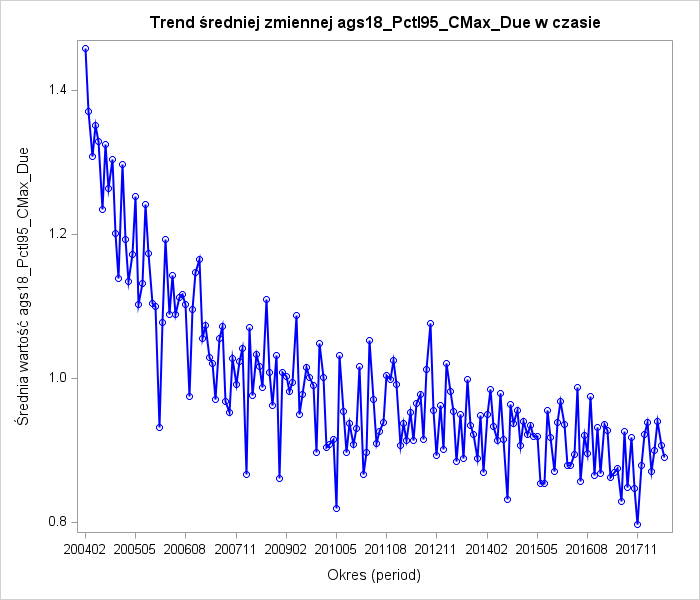 Trend średniej zmiennej ags18_Pctl95_CMax_Due w czasie
Średnia wartość ags18_Pctl95_CMax_Due
1.4
1.2
1.0
0.8
200402 200505 200608 200711 200902 201005 201108 201211 201402 201505 201608 201711
Okres (period)